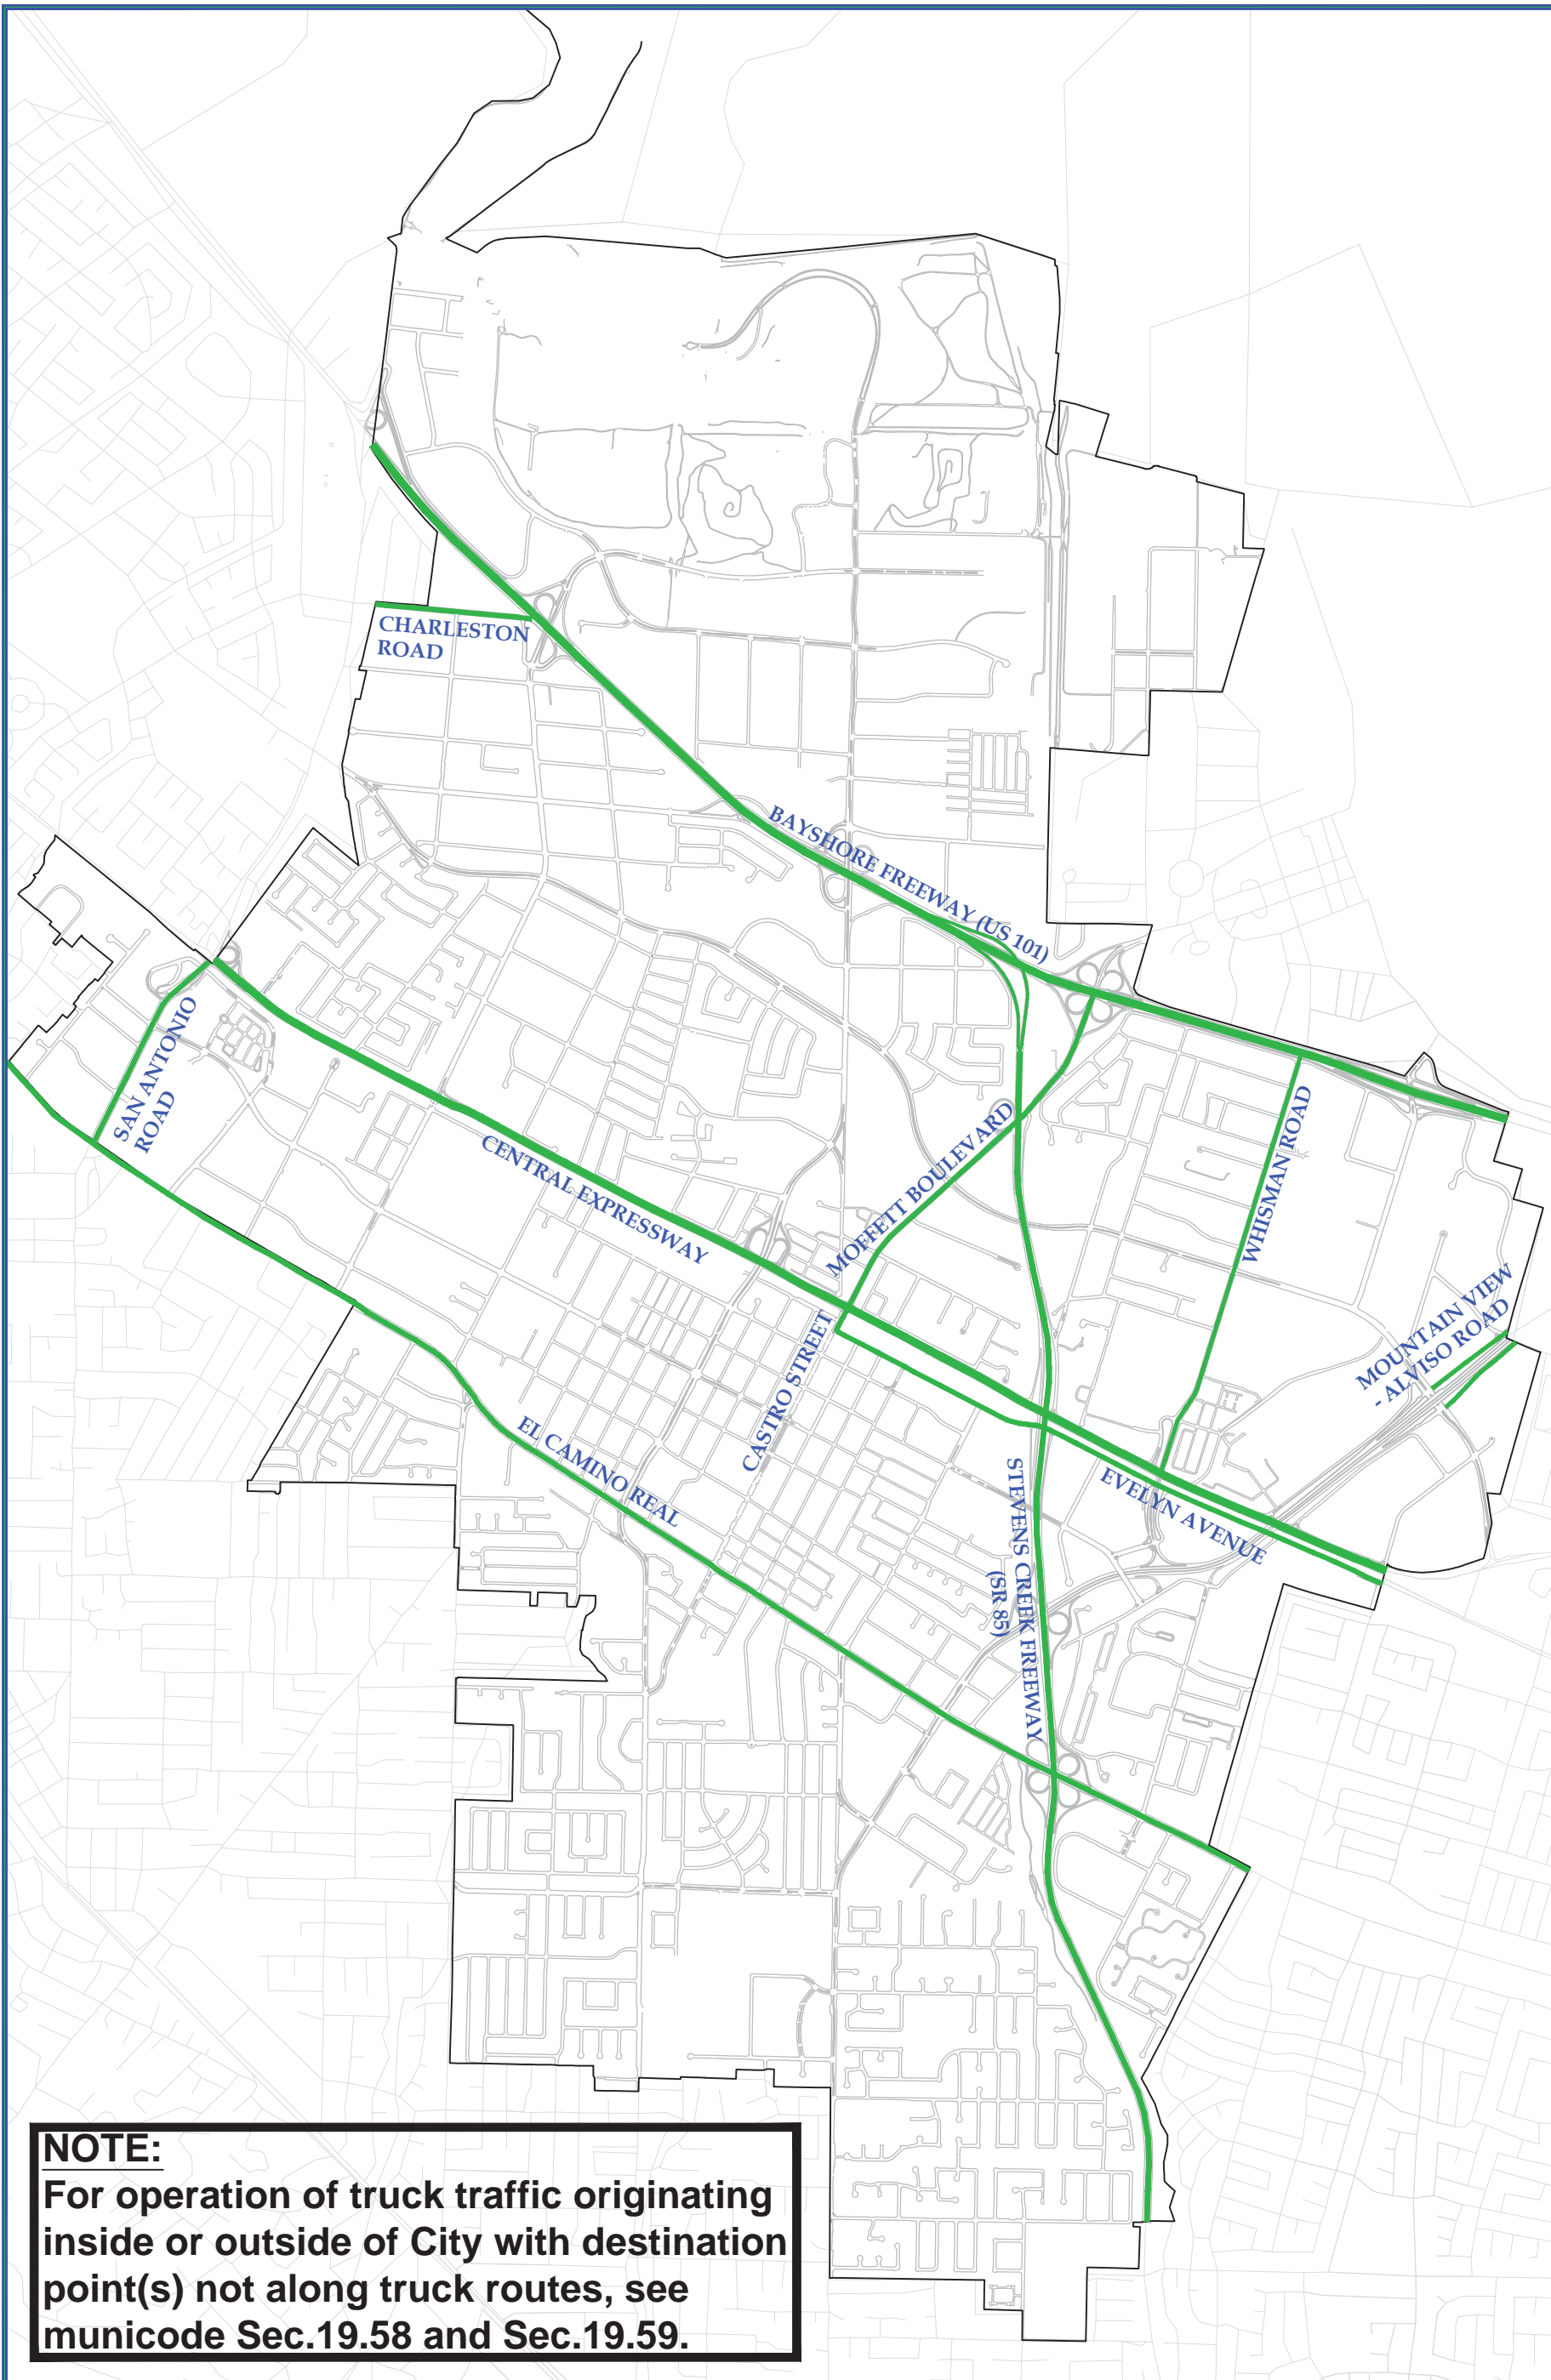 CHARLESTON
ROAD
BAYSHORE FREEWAY (US 101)
SAN ANTONIO
ROAD
CENTRAL EXPRESSWAY
MOFFETT BOULEVARD
WHISMAN ROAD
MOUNTAIN VIEW
- ALVISO ROAD
CASTRO STREET
EL CAMINO REAL
STEVENS CREEK FREEWAY
(SR 85)
EVELYN AVENUE
NOTE:
For operation of truck traffic originating
inside or outside of City with destination
point(s) not along truck routes, see
municode Sec.19.58 and Sec.19.59.